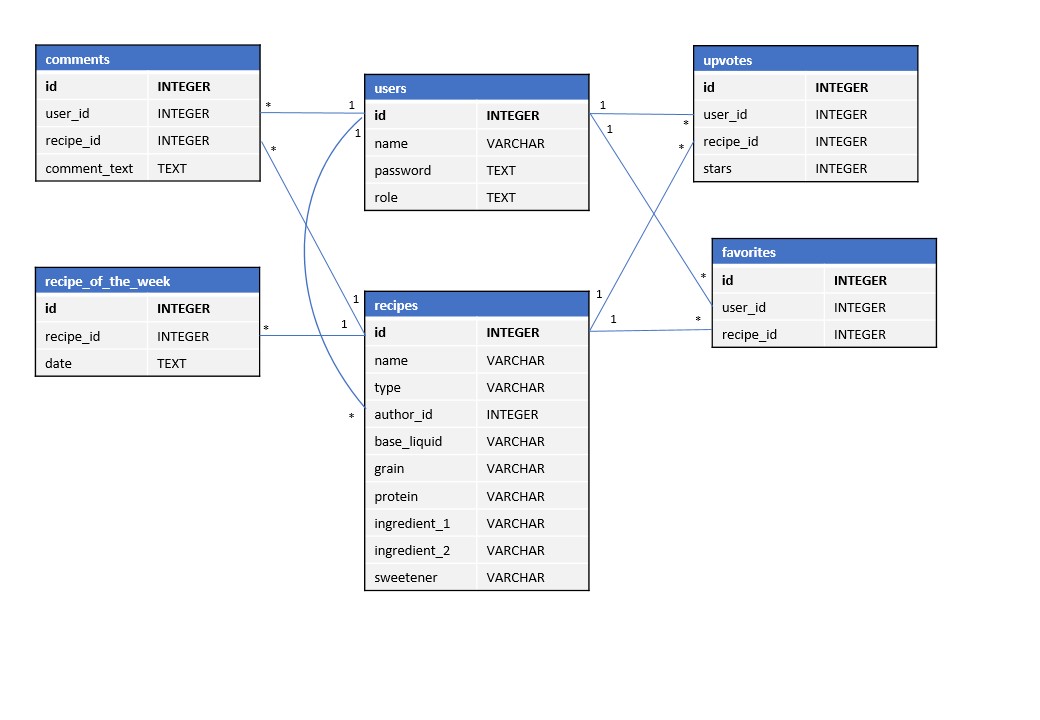 comments
id INTEGER
user_id INTEGER
recipe_id INTEGER
comment_text TEXT
* 1
*
users
id INTEGER
name VARCHAR
password TEXT
role TEXT
1
1 *
1 *
upvotes
id INTEGER
user_id INTEGER
recipe_id INTEGER
stars INTEGER
recipe_of_the_week
id INTEGER
recipe_id INTEGER
date TEXT
* 1
1
*
recipes
id INTEGER
name VARCHAR
type VARCHAR
author_id INTEGER
base_liquid VARCHAR
grain VARCHAR
protein VARCHAR
ingredient_1 VARCHAR
ingredient_2 VARCHAR
sweetener VARCHAR
1 *
1 *
favorites
id INTEGER
user_id INTEGER
recipe_id INTEGER